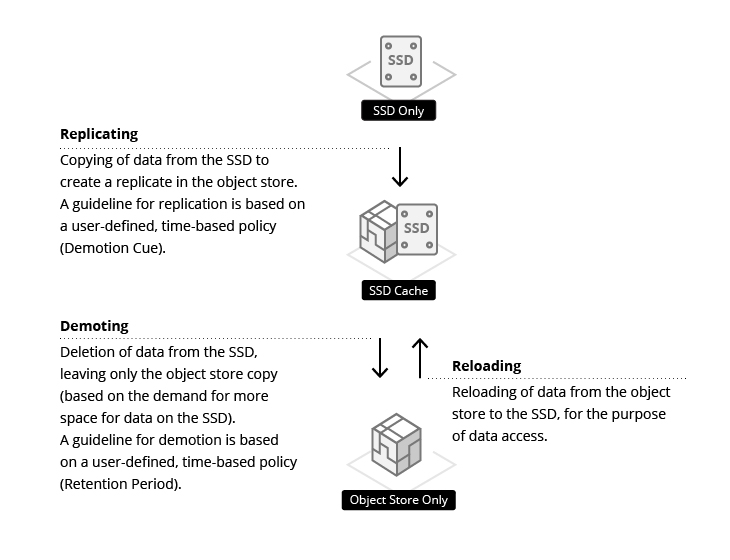 SSD
SSD Only
Replicating
Copying of data from the SSD to
create a replicate in the object store.
A guideline for replication is based on
a user-defined, time-based policy
(Demotion Cue).
SSD
SSD Cache
Demoting
Deletion of data from the SSD,
leaving only the object store copy
(based on the demand for more
space for data on the SSD).
A guideline for demotion is based
on a user-defined, time-based policy
(Retention Period).
Reloading
Reloading of data from the object
store to the SSD, for the purpose
of data access.
Object Store Only